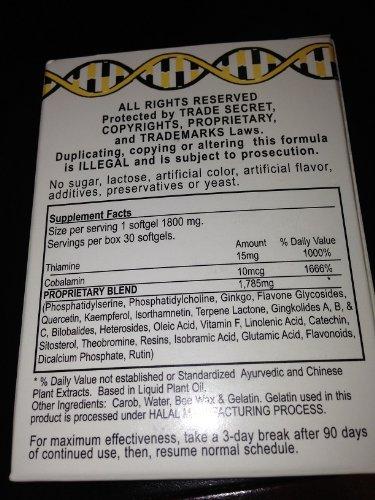 ALL RIGHTS RESERVED
Protected by TRADE SECRET,
COPYRIGHTS, PROPRIETARY,
and TRADEMARKS Laws.
Duplicating, copying or altering this formula
is ILLEGAL and is subject to prosecution.
No sugar, lactose, artificial color, artificial flavor,
additives, preservatives or yeast.
Supplement Facts
Size per serving 1 softgel 1800 mg.
Servings per box 30 softgels.
Amount % Daily Value
Thiamine 15mg 1000%
Cobalamin 10mcg 1666%
PROPRIETARY BLEND 1,785mg *
(Phosphatidylserine, Phosphatidylcholine, Ginkgo, Flavone Glycosides,
Quercetin, Kaempferol, Isorthamnetin, Terpene Lactone, Gingkolides A, B, &
C, Bilobalides, Heterosides, Oleic Acid, Vitamin F, Linolenic Acid, Catechin,
Sitosterol, Theobromine, Resins, Isobramic Acid, Glutamic Acid, Flavonoids,
Dicalcium Phosphate, Rutin)
* % Daily Value not established or Standardized Ayurvedic and Chinese
Plant Extracts. Based in Liquid Plant Oil.
Other Ingredients: Carob, Water, Bee Wax & Gelatin. Gelatin used in this
product is processed under HALAL MANUFACTURING PROCESS.
For maximum effectiveness, take a 3-day break after 90 days
of continued use, then, resume normal schedule.